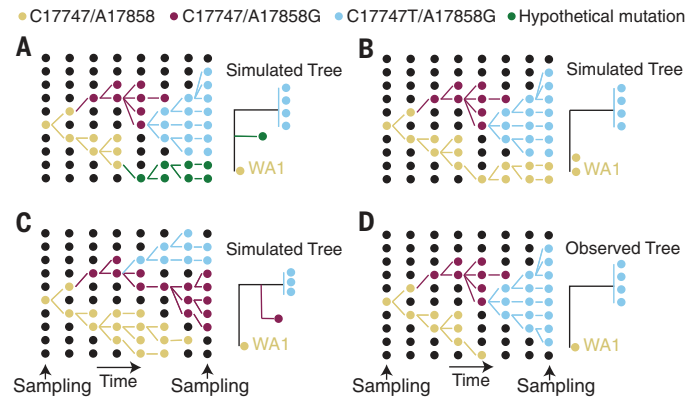 C17747/A17858 C17747/A17858G C17747T/A17858G Hypothetical mutation
A
Simulated Tree
WA1
B
Simulated Tree
WA1
C
Simulated Tree
WA1
D
Observed Tree
WA1
Sampling Time Sampling
Sampling Time Sampling